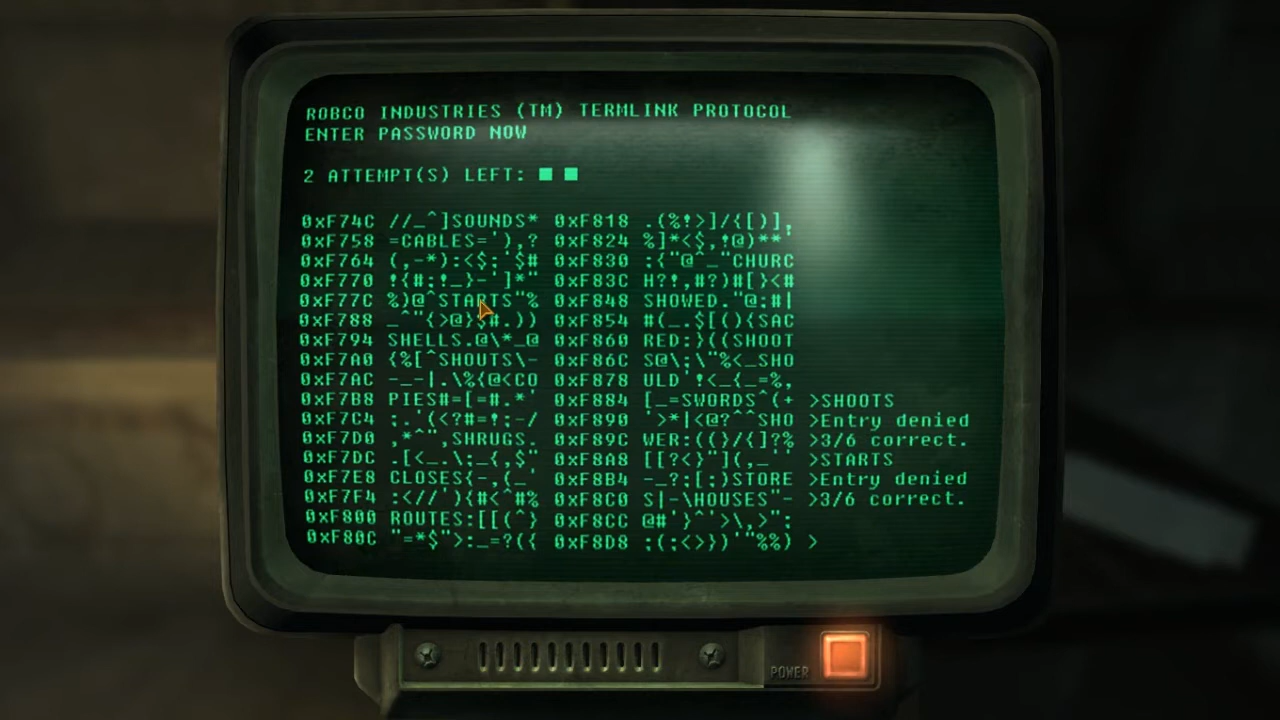 ROBCO INDUSTRIES (TM) TERMLINK PROTOCOL
ENTER PASSWORD NOW
2 ATTEMPT(S) LEFT: ■ ■
0xF74C //_^]SOUNDS* 0xF818 .(%!>]/{[)],
0xF758 =CABLES='),? 0xF824 %]*<$,!@)**'
0xF764 (,-*):<$;'$# 0xF830 ;{"@^_"CHURC
0xF770 !{#;!_}-']*" 0xF83C H?!,#?)#[}<#
0xF77C %)@^STARTS"% 0xF848 SHOWED."@;#|
0xF788 _^"{>@}$#.)) 0xF854 #(_.$[(){SAC
0xF794 SHELLS.@\*_@ 0xF860 RED:}((SHOOT
0xF7A0 {%[^SHOUTS\- 0xF86C S@\;\"%<_SHO
0xF7AC -_-|.\%{@<CO 0xF878 ULD'!<_{_=%,
0xF7B8 PIES#=[=#.*' 0xF884 [_=SWORDS^(+ >SHOOTS
0xF7C4 :.'(<?#=!;-/ 0xF890 '>*|<@?^^SHO >Entry denied
0xF7D0 ,*^",SHRUGS. 0xF89C WER:((}/{]?% >3/6 correct.
0xF7DC .[<_.\;_{,$" 0xF8A8 [[?<}"](,_'' >STARTS
0xF7E8 CLOSES{-,(_' 0xF8B4 -_?;[;)STORE >Entry denied
0xF7F4 :<//'){#<^#% 0xF8C0 S|-\HOUSES"- >3/6 correct.
0xF800 ROUTES:[[(^} 0xF8CC @#'}^'>\,>";
0xF80C "=*$">:_=?({ 0xF8D8 ;(;<>})'"%%) >
POWER